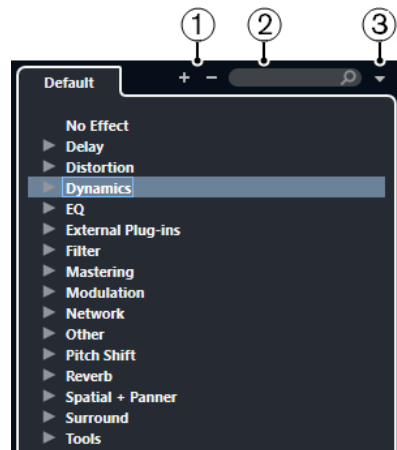 1 2 3
Default + −
No Effect
Delay
Distortion
Dynamics
EQ
External Plug-ins
Filter
Mastering
Modulation
Network
Other
Pitch Shift
Reverb
Spatial + Panner
Surround
Tools